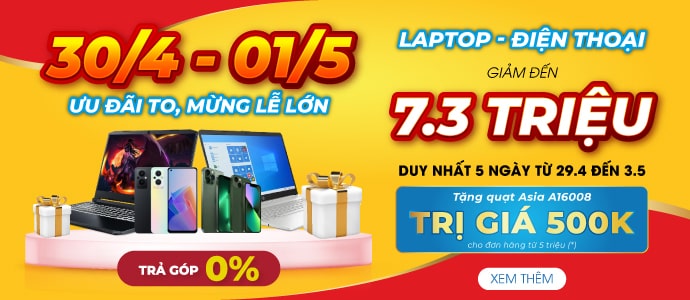 30/4 - 01/5
ƯU ĐÃI TO, MỪNG LỄ LỚN
TRẢ GÓP 0%
LAPTOP - ĐIỆN THOẠI
GIẢM ĐẾN
7.3 TRIỆU
DUY NHẤT 5 NGÀY TỪ 29.4 ĐẾN 3.5
Tặng quạt Asia A16008
TRỊ GIÁ 500K
cho đơn hàng từ 5 triệu (*)
XEM THÊM